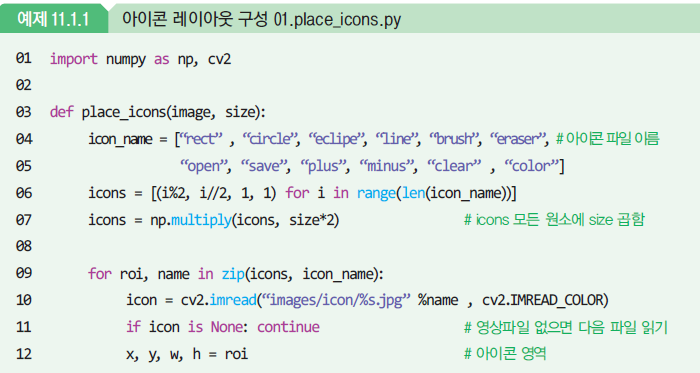 예제 11.1.1 아이콘 레이아웃 구성 01.place_icons.py
01 import numpy as np, cv2
02
03 def place_icons(image, size):
04 icon_name = [“rect” , “circle”, “eclipe”, “line”, “brush”, “eraser”, # 아이콘 파일 이름
05 “open”, “save”, “plus”, “minus”, “clear” , “color”]
06 icons = [(i%2, i//2, 1, 1) for i in range(len(icon_name))]
07 icons = np.multiply(icons, size*2) # icons 모든 원소에 size 곱함
08
09 for roi, name in zip(icons, icon_name):
10 icon = cv2.imread(“images/icon/%s.jpg” %name , cv2.IMREAD_COLOR)
11 if icon is None: continue # 영상파일 없으면 다음 파일 읽기
12 x, y, w, h = roi # 아이콘 영역